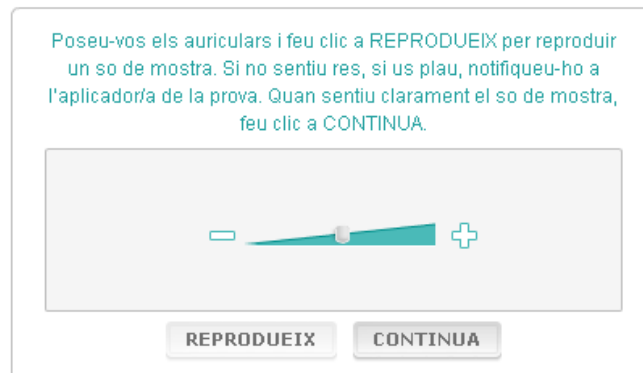 Poseu-vos els auriculars i feu clic a REPRODUEIX per reproduir
un so de mostra. Si no sentiu res, si us plau, notifiqueu-ho a
l'aplicador/a de la prova. Quan sentiu clarament el so de mostra,
feu clic a CONTINUA.
REPRODUEIX CONTINUA